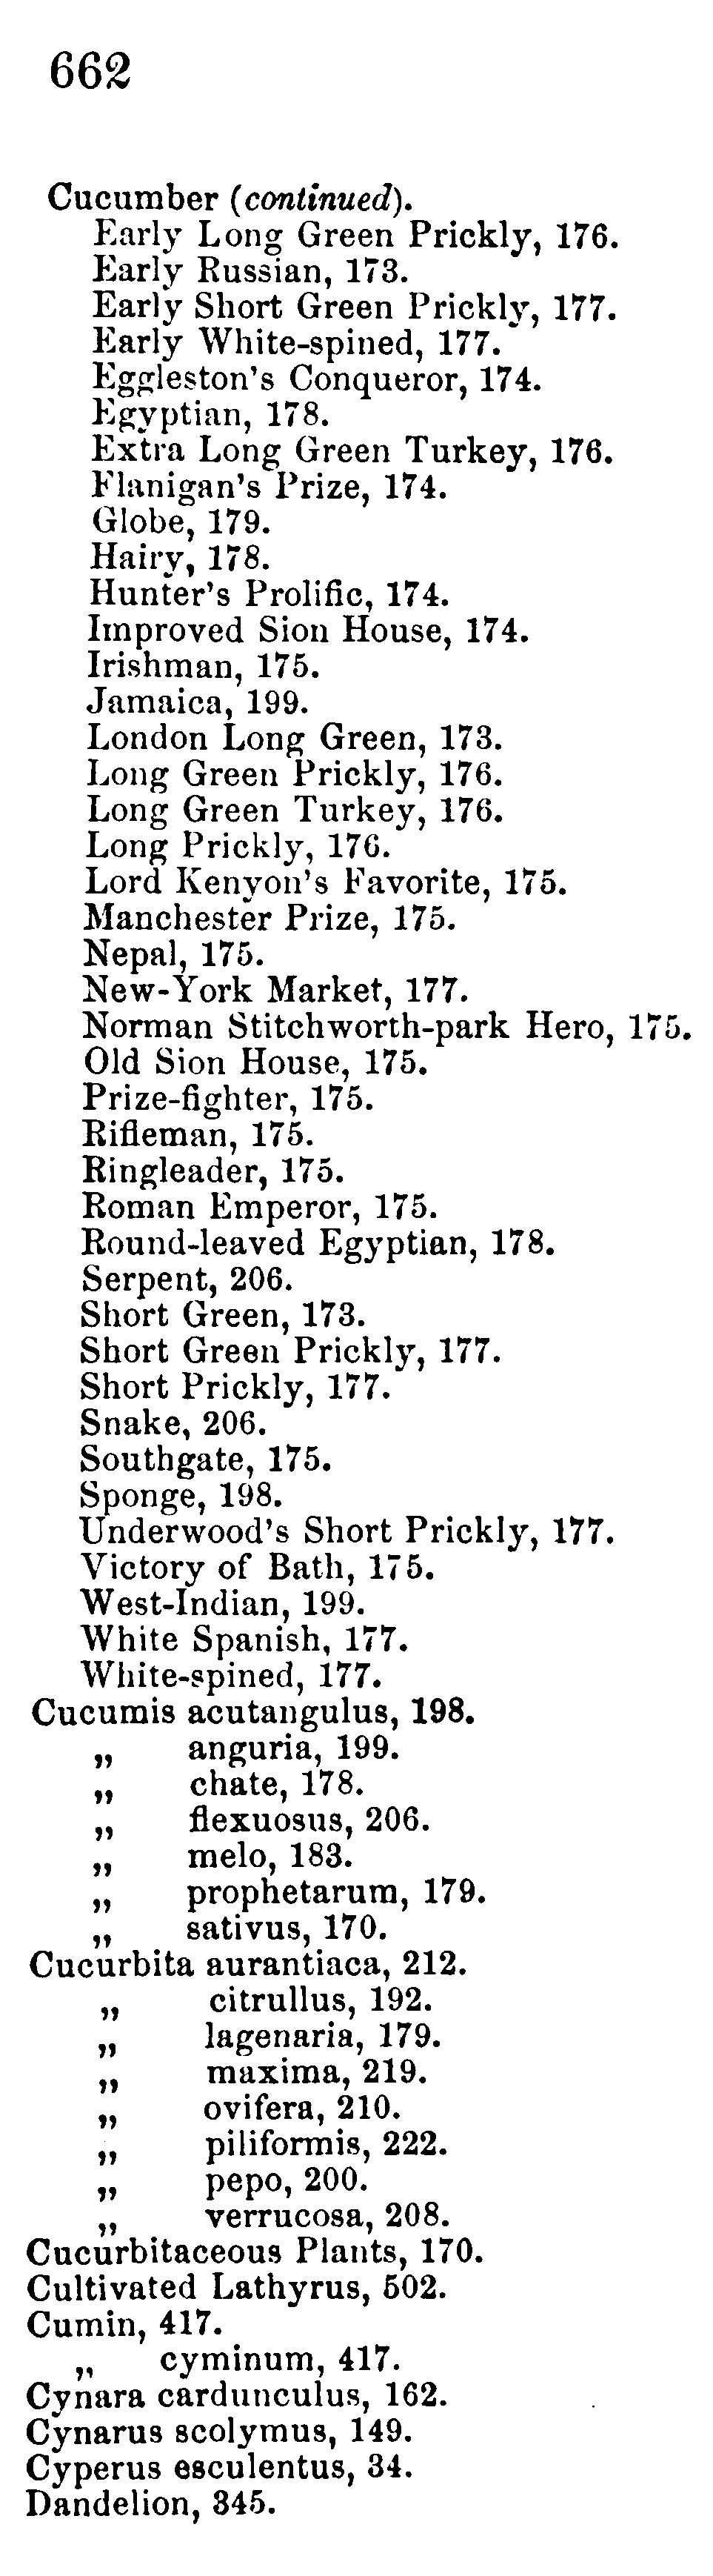 662
Cucumber (continued).
Early Long Green Prickly, 176.
Early Russian, 173.
Early Short Green Prickly, 177.
Early White-spined, 177.
Eggleston's Conqueror, 174.
Egyptian, 178.
Extra Long Green Turkey, 176.
Flanigan's Prize, 174.
Globe, 179.
Hairy, 178.
Hunter's Prolific, 174.
Improved Sion House, 174.
Irishman, 175.
Jamaica, 199.
London Long Green, 173.
Long Green Prickly, 176.
Long Green Turkey, 176.
Long Prickly, 176.
Lord Kenyon's Favorite, 175.
Manchester Prize, 175.
Nepal, 175.
New-York Market, 177.
Norman Stitchworth-park Hero, 175.
Old Sion House, 175.
Prize-fighter, 175.
Rifleman, 175.
Ringleader, 175.
Roman Emperor, 175.
Round-leaved Egyptian, 178.
Serpent, 206.
Short Green, 173.
Short Green Prickly, 177.
Short Prickly, 177.
Snake, 206.
Southgate, 175.
Sponge, 198.
Underwood's Short Prickly, 177.
Victory of Bath, 175.
West-Indian, 199.
White Spanish, 177.
White-spined, 177.
Cucumis acutangulus, 198.
„ anguria, 199.
„ chate, 178.
„ flexuosus, 206.
„ melo, 183.
„ prophetarum, 179.
„ sativus, 170.
Cucurbita aurantiaca, 212.
„ citrullus, 192.
„ lagenaria, 179.
„ maxima, 219.
„ ovifera, 210.
„ piliformis, 222.
„ pepo, 200.
„ verrucosa, 208.
Cucurbitaceous Plants, 170.
Cultivated Lathyrus, 502.
Cumin, 417.
„ cyminum, 417.
Cynara cardunculus, 162.
Cynarus scolymus, 149.
Cyperus esculentus, 34.
Dandelion, 345.